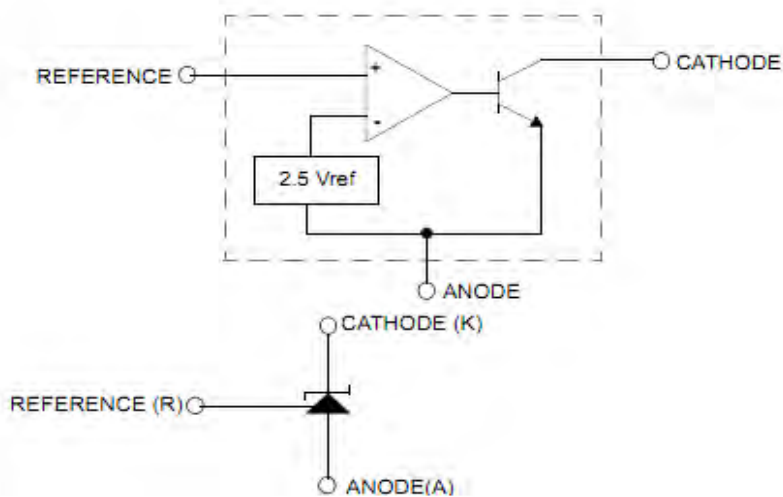 REFERENCE
+
-
2.5 Vref
CATHODE
ANODE
CATHODE (K)
REFERENCE (R)
ANODE(A)